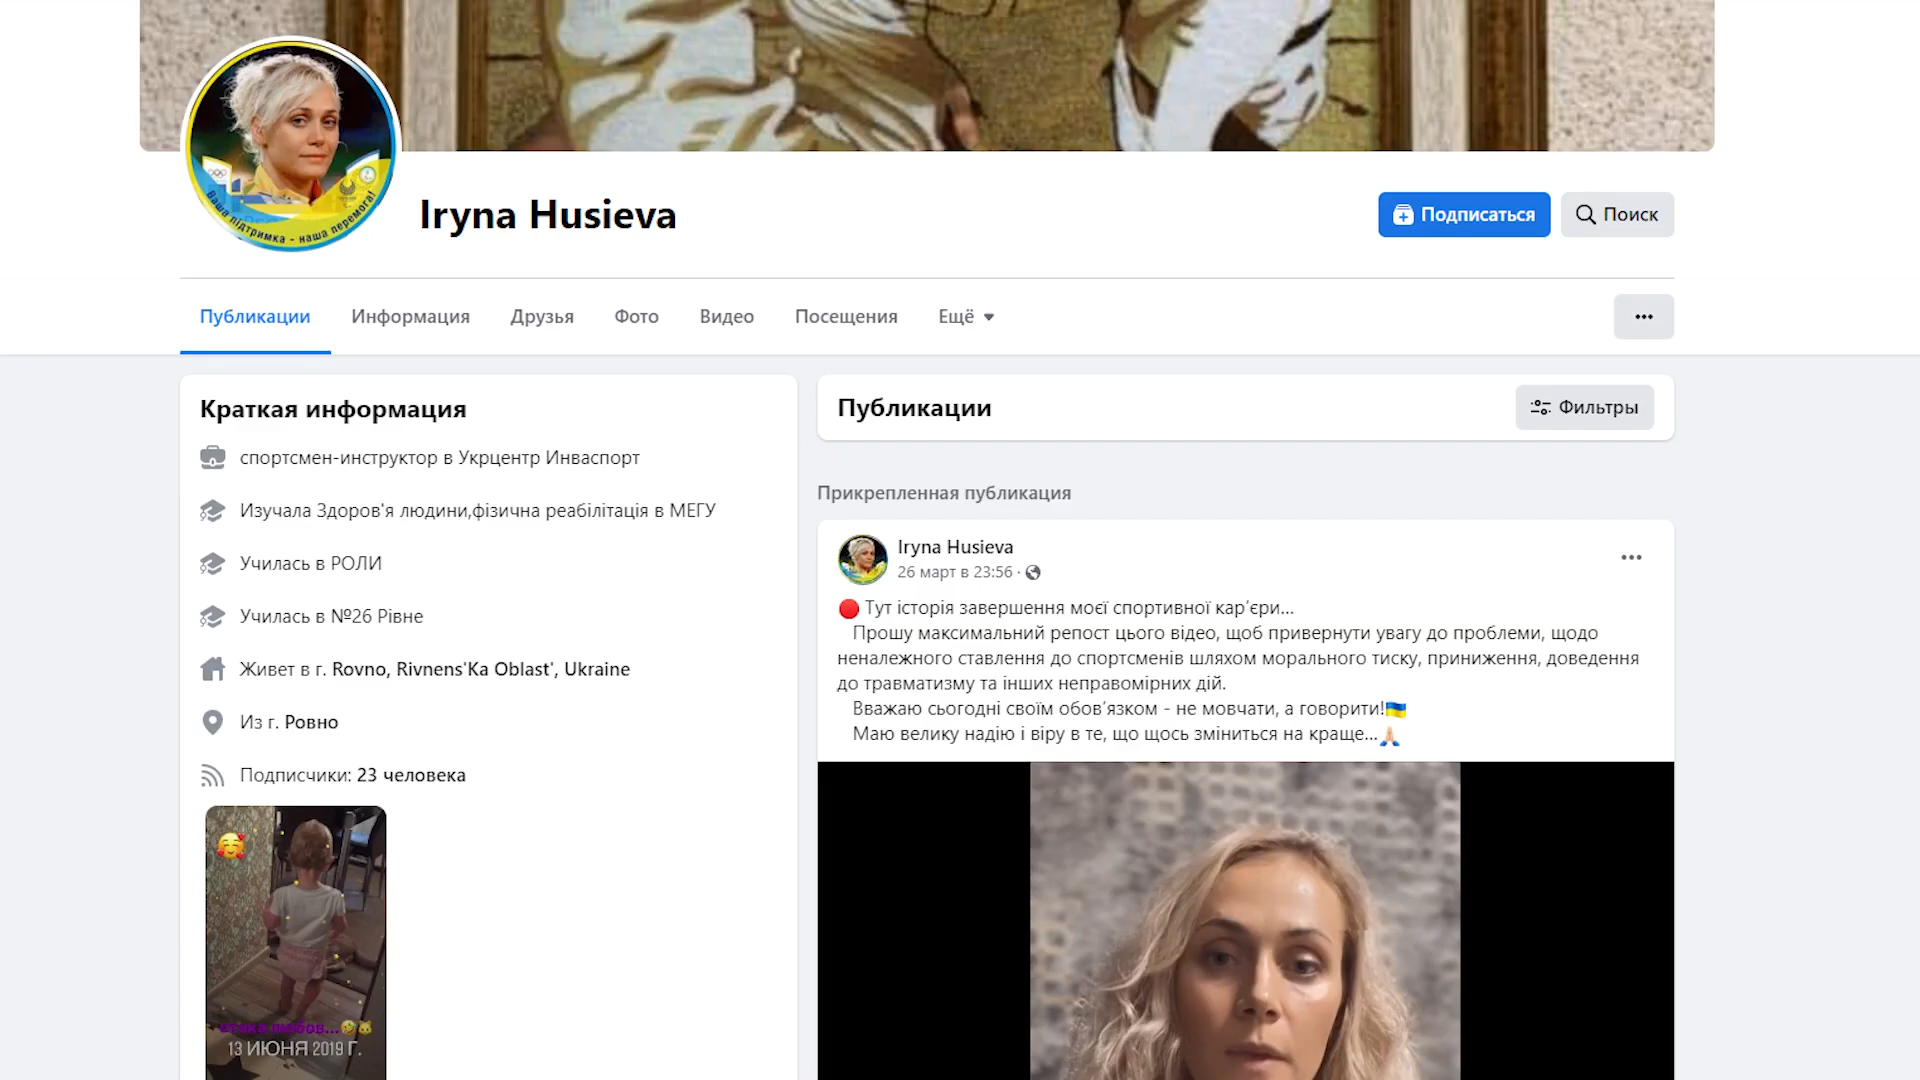 Ваша підтримка - наша перемога!
Iryna Husieva
Подписаться
Поиск
Публикации
Информация
Друзья
Фото
Видео
Посещения
Ещё
Краткая информация
спортсмен-инструктор в Укрцентр Инваспорт
Изучала Здоров'я людини,фізична реабілітація в МЕГУ
Училась в РОЛИ
Училась в №26 Рівне
Живет в г. Rovno, Rivnens'Ka Oblast', Ukraine
Из г. Ровно
Подписчики: 23 человека
13 ИЮНЯ 2019 Г.
Публикации
Фильтры
Прикрепленная публикация
Iryna Husieva
26 март в 23:56 ·
🔴 Тут історія завершення моєї спортивної кар’єри...
Прошу максимальний репост цього відео, щоб привернути увагу до проблеми, щодо
неналежного ставлення до спортсменів шляхом морального тиску, приниження, доведення
до травматизму та інших неправомірних дій.
Вважаю сьогодні своїм обов’язком - не мовчати, а говорити!🇺🇦
Маю велику надію і віру в те, що щось зміниться на краще...🙏🏻